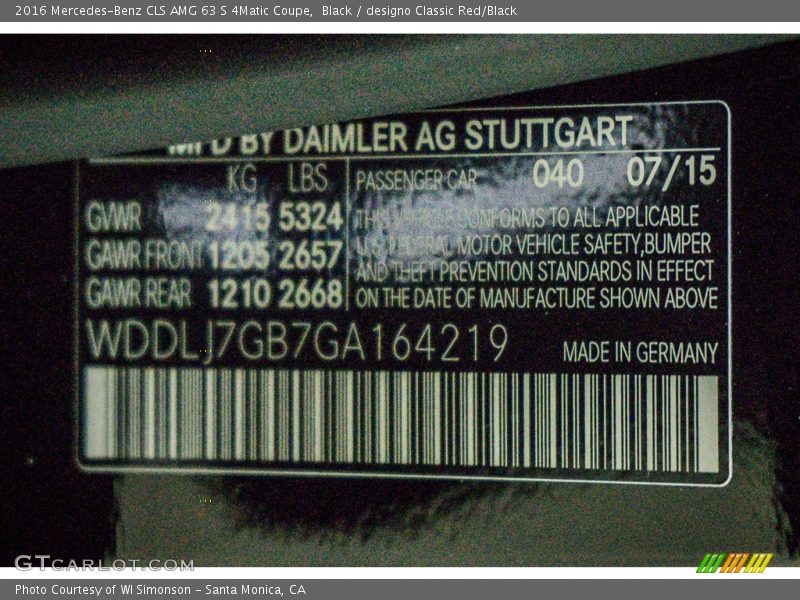 2016 Mercedes-Benz CLS AMG 63 S 4Matic Coupe,  Black / designo Classic Red/Black
MFD BY DAIMLER AG STUTTGART
KG LBS
PASSENGER CAR 040 07/15
GVWR 2415 5324
GAWR FRONT 1205 2657
GAWR REAR 1210 2668
THIS VEHICLE CONFORMS TO ALL APPLICABLE
U.S. FEDERAL MOTOR VEHICLE SAFETY,BUMPER
AND THEFT PREVENTION STANDARDS IN EFFECT
ON THE DATE OF MANUFACTURE SHOWN ABOVE
WDDLJ7GB7GA164219
MADE IN GERMANY
GTCARLOT.COM
Photo Courtesy of WI Simonson - Santa Monica, CA